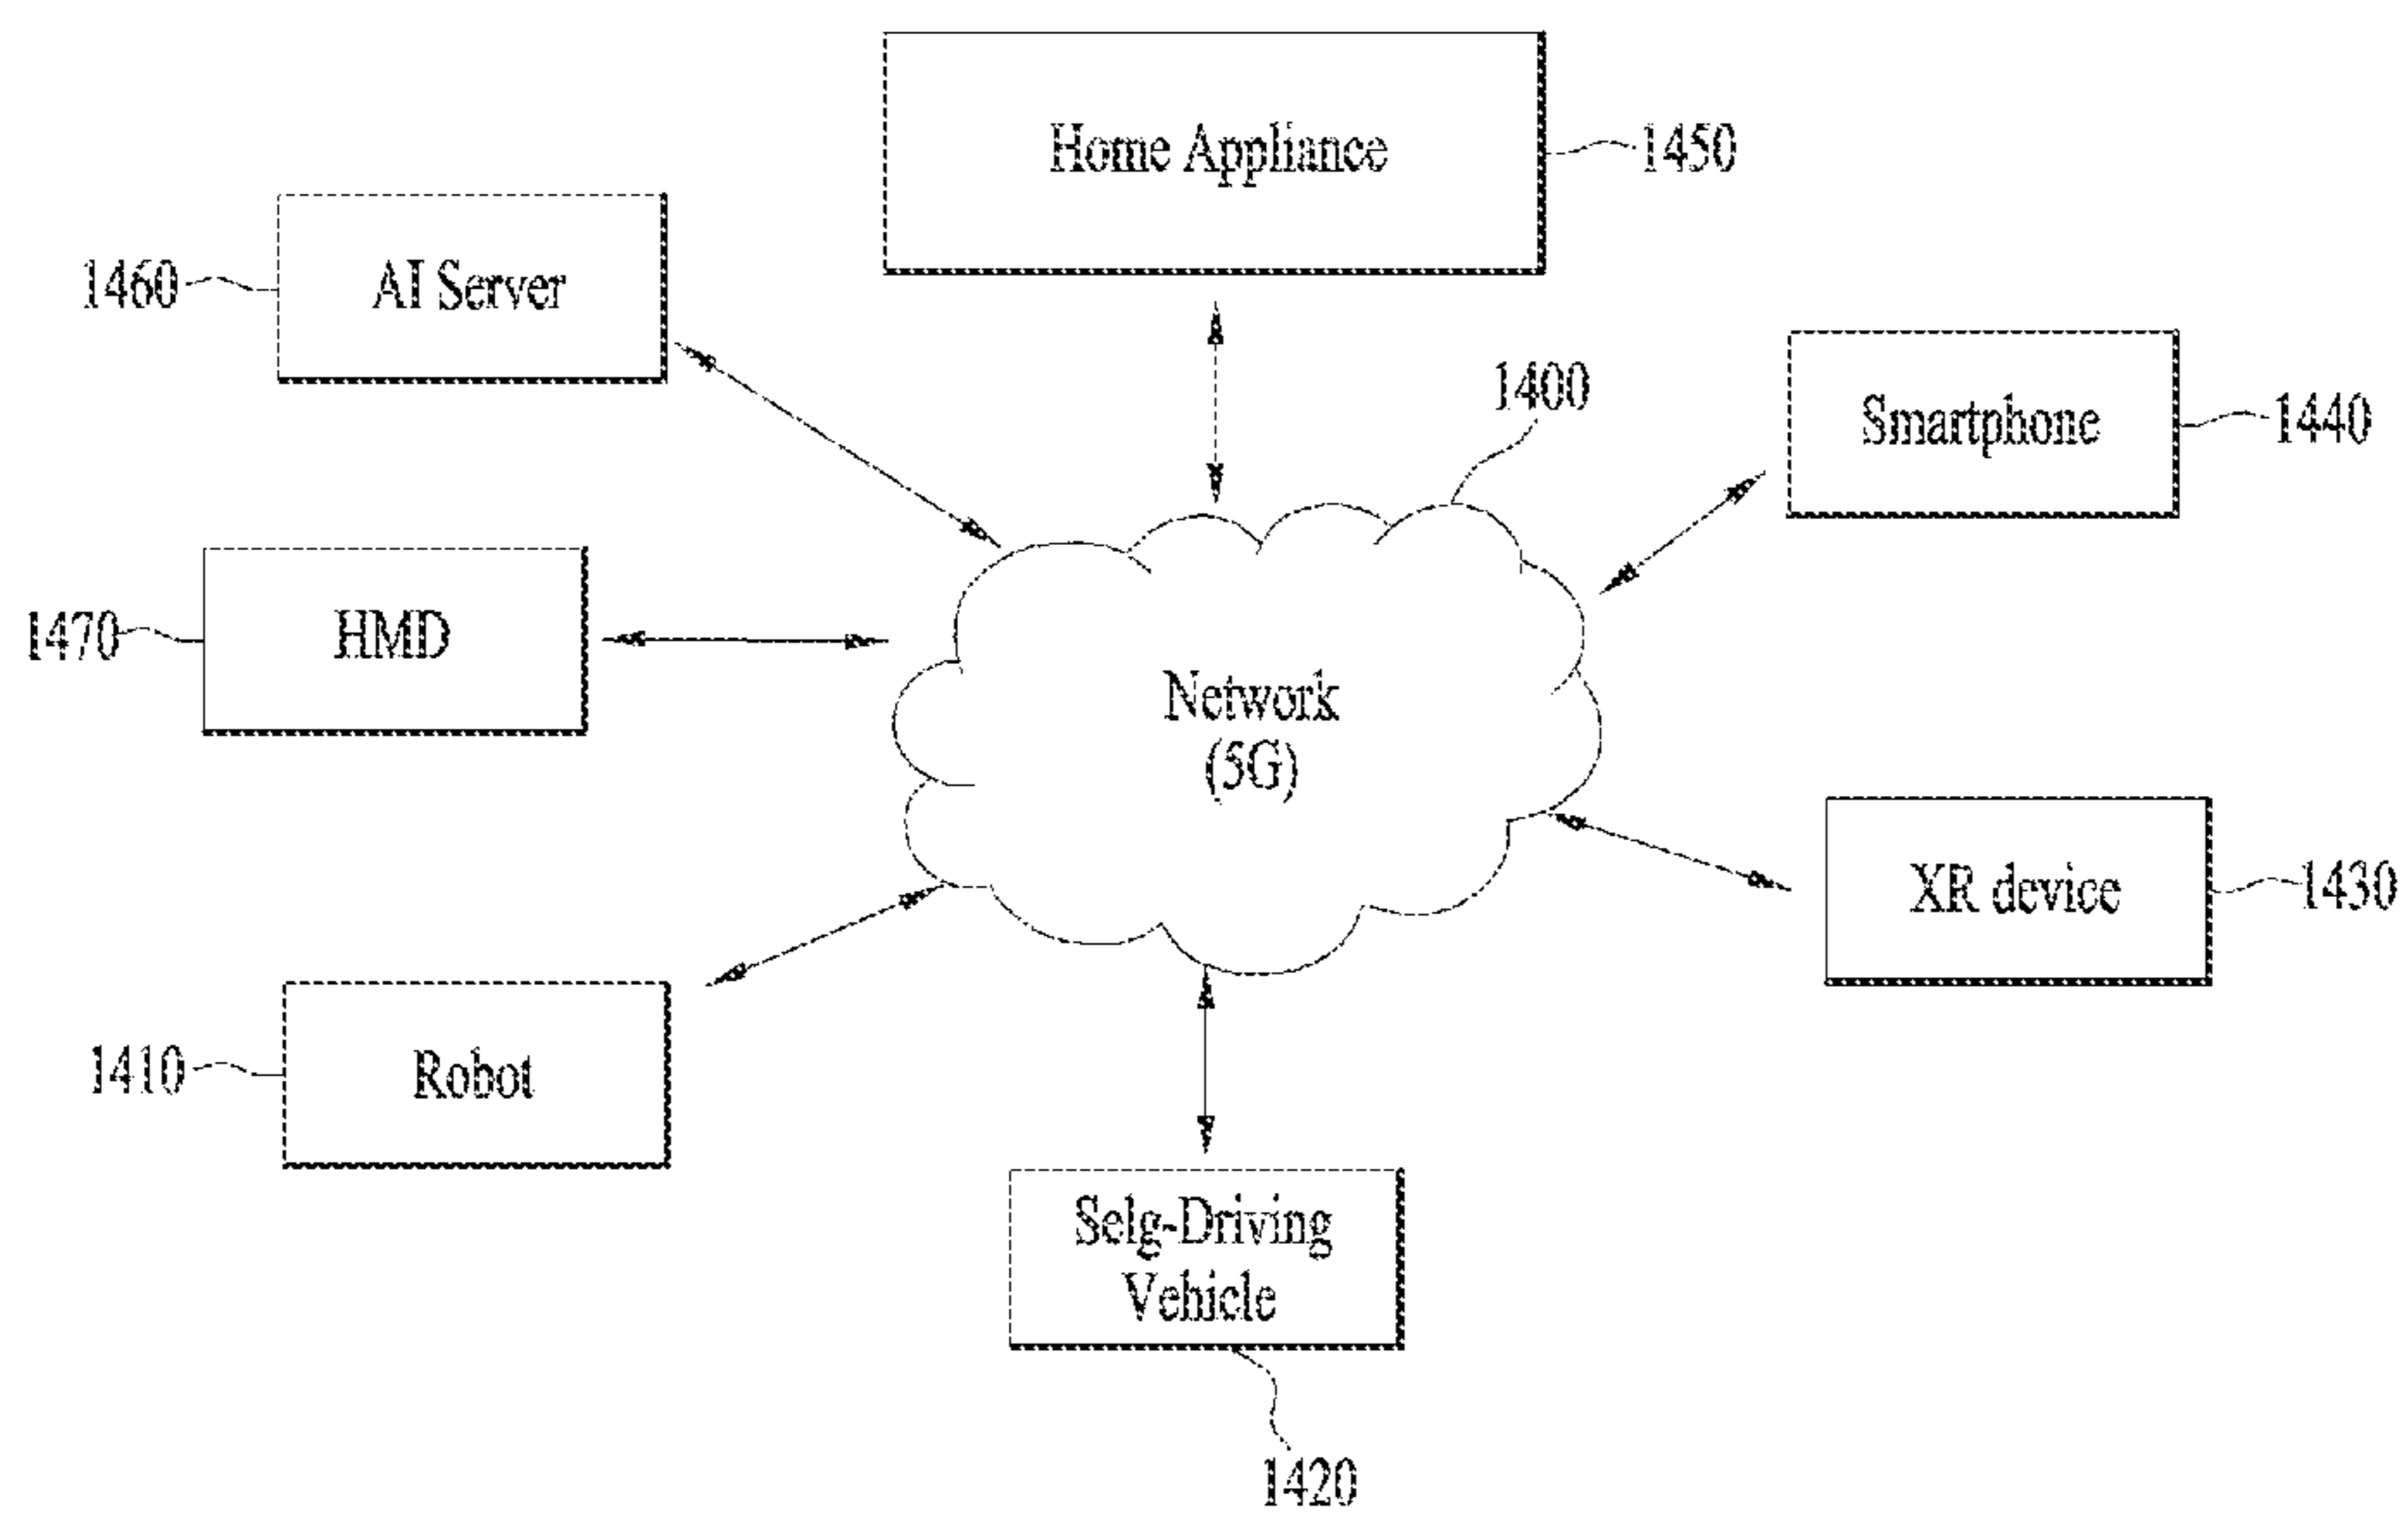 Home Appliance
1450
1460
AI Server
1400
Smartphone
1440
1470
HMD
Network
(5G)
XR device
1430
1410
Robot
Selg-Driving
Vehicle
1420